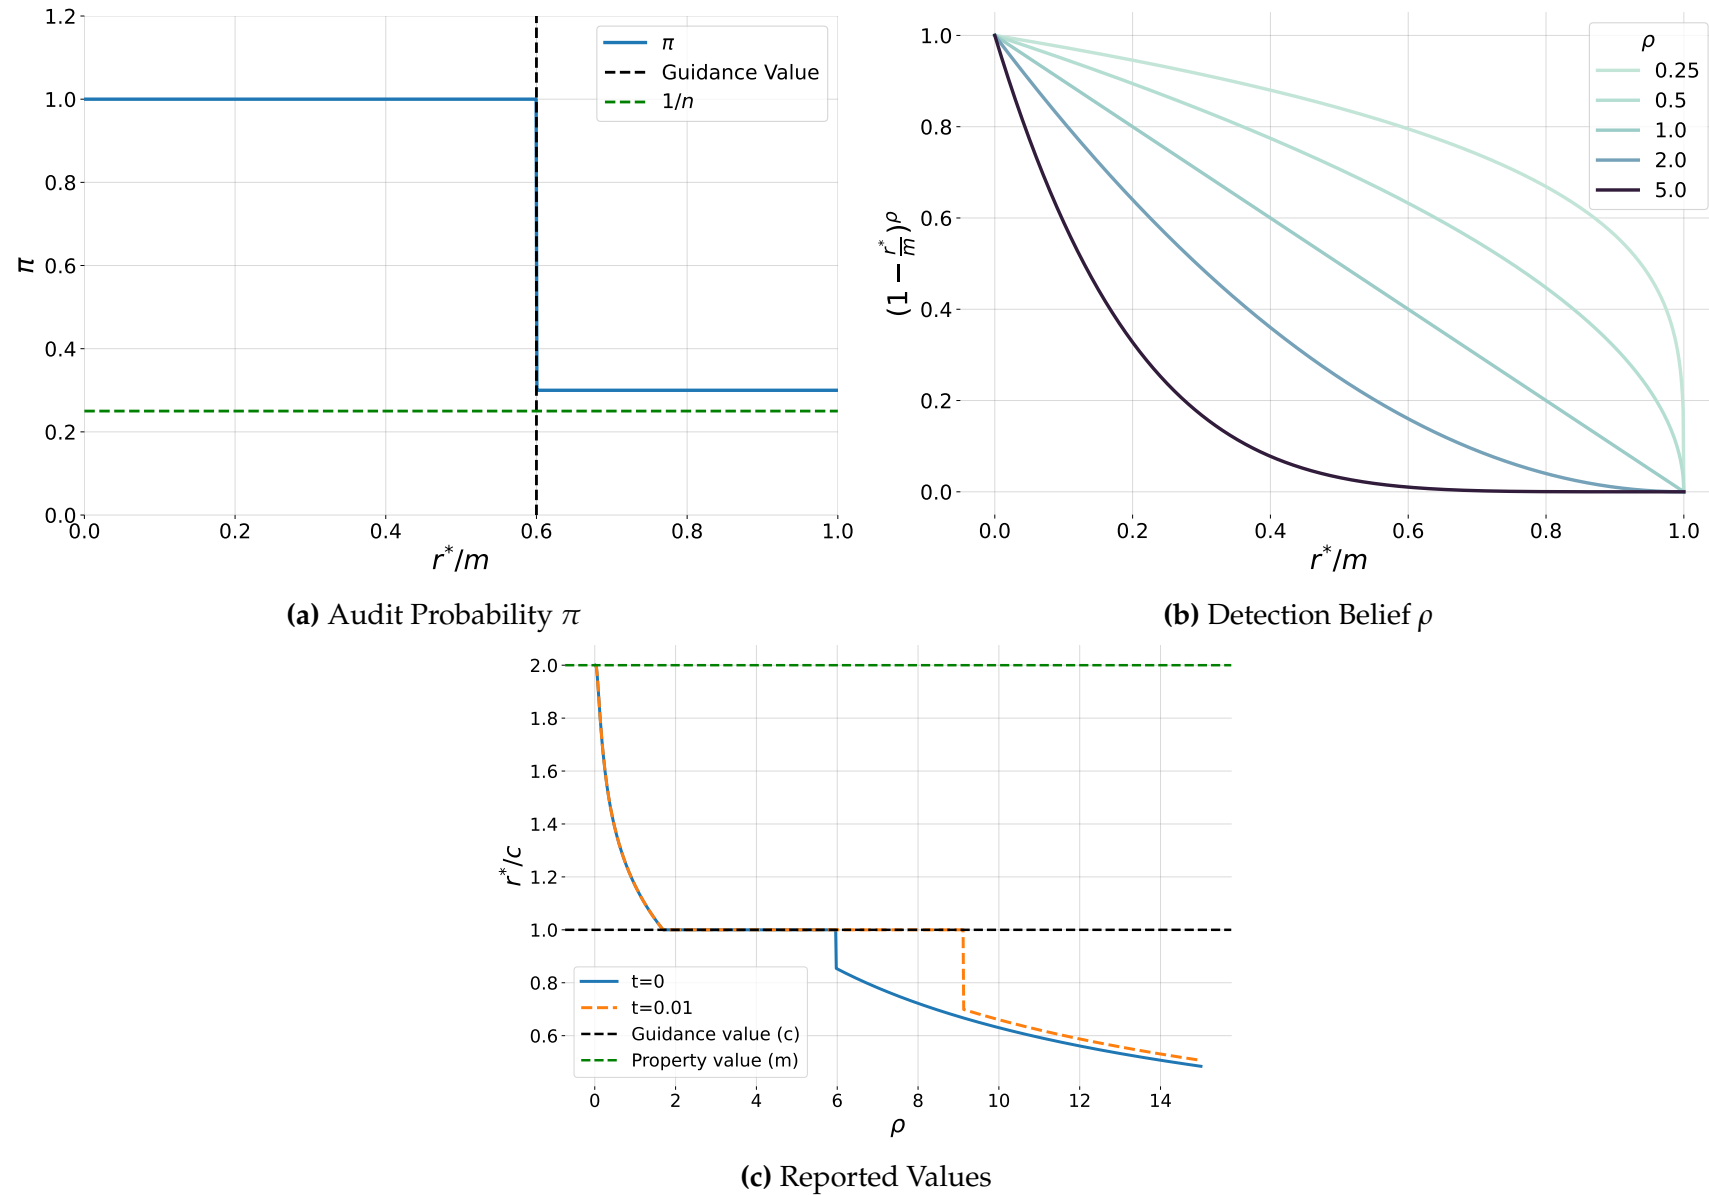 1.2
1.0
0.8
0.6
0.4
0.2
0.0
π
0.0 0.2 0.4 0.6 0.8 1.0
r*/m
π
Guidance Value
1/n
(a) Audit Probability π
1.0
0.8
0.6
0.4
0.2
0.0
(1 − r*/m)^ρ
0.0 0.2 0.4 0.6 0.8 1.0
r*/m
ρ
0.25
0.5
1.0
2.0
5.0
(b) Detection Belief ρ
2.0
1.8
1.6
1.4
1.2
1.0
0.8
0.6
r*/c
t=0
t=0.01
Guidance value (c)
Property value (m)
0 2 4 6 8 10 12 14
ρ
(c) Reported Values